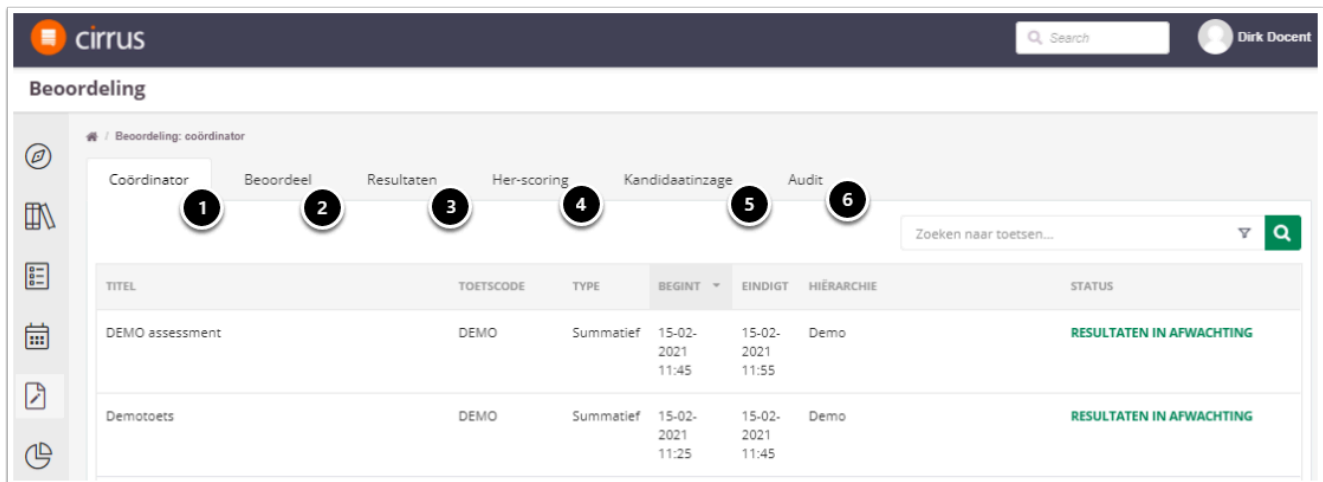 cirrus
Search
Dirk Docent
Beoordeling
/ Beoordeling: coördinator
Coördinator Beoordeel Resultaten Her-scoring Kandidaatinzage Audit
1 2 3 4 5 6
Zoeken naar toetsen...
TITEL TOETSCODE TYPE BEGINT EINDIGT HIËRARCHIE STATUS
DEMO assessment DEMO Summatief 15-02- 15-02- Demo RESULTATEN IN AFWACHTING
2021 2021
11:45 11:55
Demotoets DEMO Summatief 15-02- 15-02- Demo RESULTATEN IN AFWACHTING
2021 2021
11:25 11:45